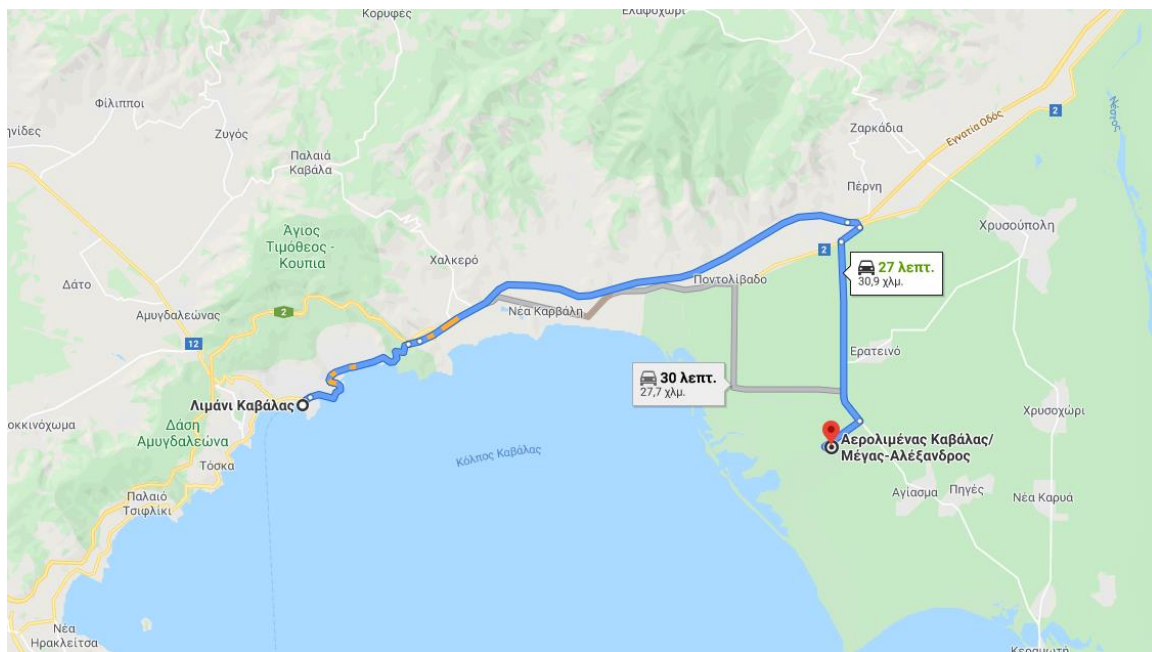 Κορυφές
Ελαφοχώρι
Φίλιπποι
Ζυγός
Ζαρκάδια
2
Εγνατία Οδός
Νέστος
Παλαιά
Καβάλα
Πέρνη
Χρυσούπολη
Άγιος
Τιμόθεος -
Κουπια
Χαλκερό
2
27 λεπτ.
30,9 χλμ.
Δάτο
Ποντολίβαδο
Αμυγδαλεώνας
2
Νέα Καρβάλη
12
Ερατεινό
30 λεπτ.
27,7 χλμ.
Λιμάνι Καβάλας
Χρυσοχώρι
Δάση
Αμυγδαλεώνα
Αερολιμένας Καβάλας/
Μέγας-Αλέξανδρος
Κόλπος Καβάλας
Τόσκα
Αγίασμα
Πηγές
Νέα Καρυά
Παλαιό
Τσιφλίκι
Νέα
Ηρακλείτσα